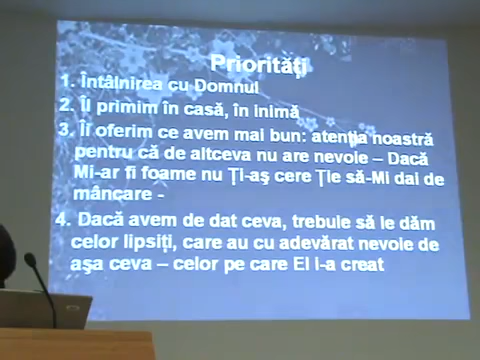 Priorităţi
1. Întâlnirea cu Domnul
2. Îl primim în casă, în inimă
3. Îi oferim ce avem mai bun: atenţia noastră
pentru că de altceva nu are nevoie – Dacă
Mi-ar fi foame nu Ţi-aş cere Ţie să-Mi dai de
mâncare -
4. Dacă avem de dat ceva, trebuie să le dăm
celor lipsiţi, care au cu adevărat nevoie de
aşa ceva – celor pe care El i-a creat